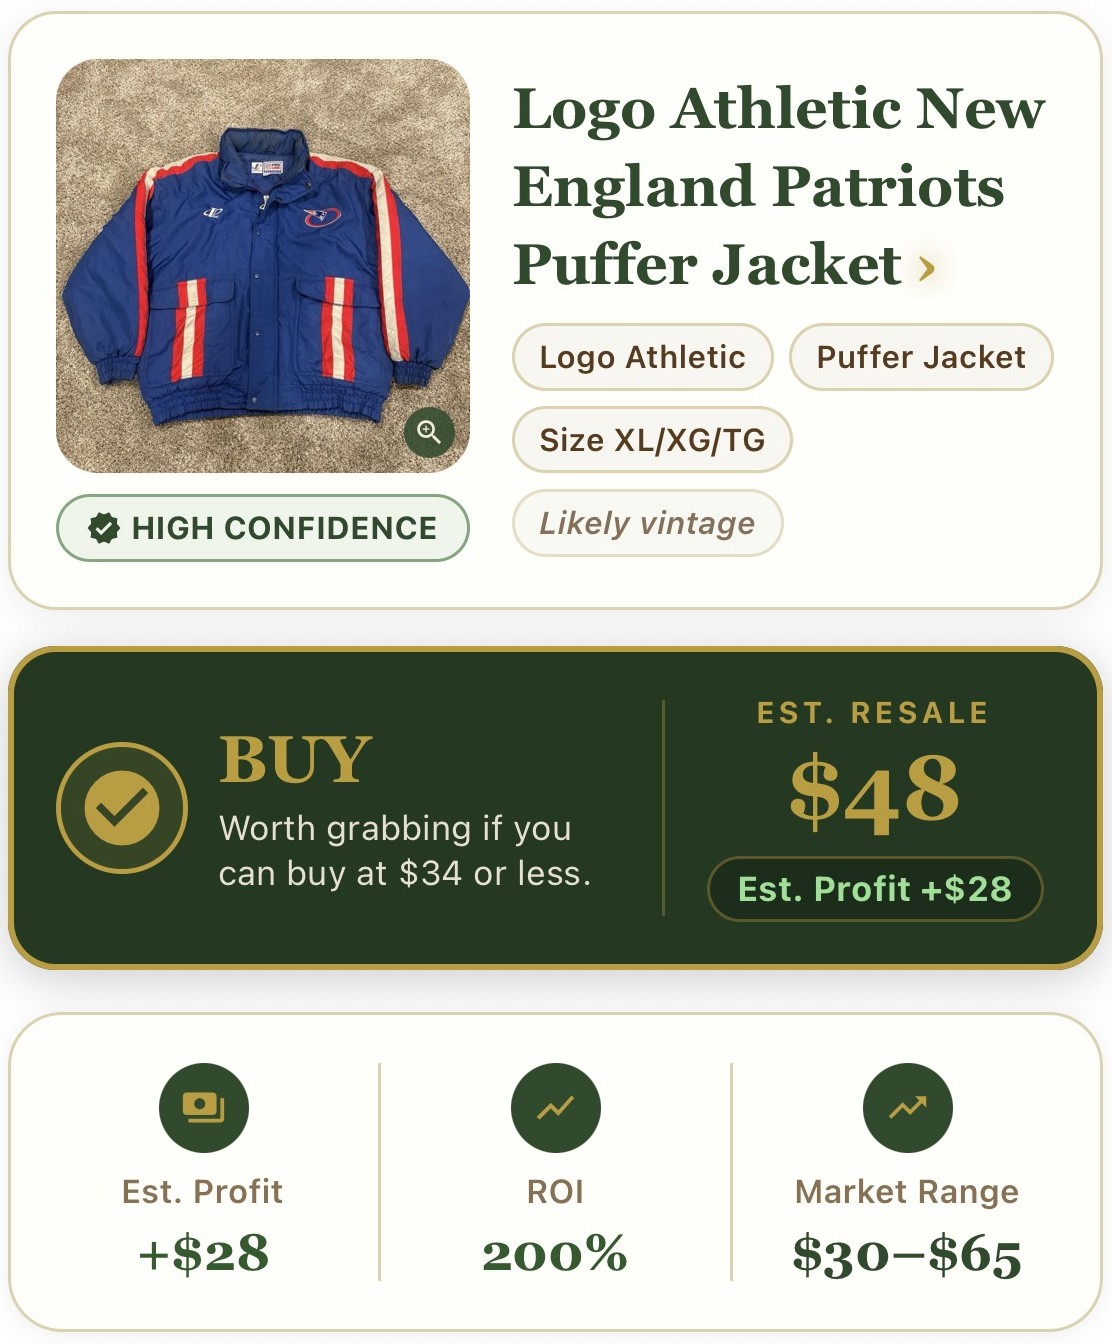 Logo Athletic New
England Patriots
Puffer Jacket ›
Logo Athletic
Puffer Jacket
Size XL/XG/TG
Likely vintage
HIGH CONFIDENCE
BUY
Worth grabbing if you
can buy at $34 or less.
EST. RESALE
$48
Est. Profit +$28
Est. Profit
+$28
ROI
200%
Market Range
$30–$65